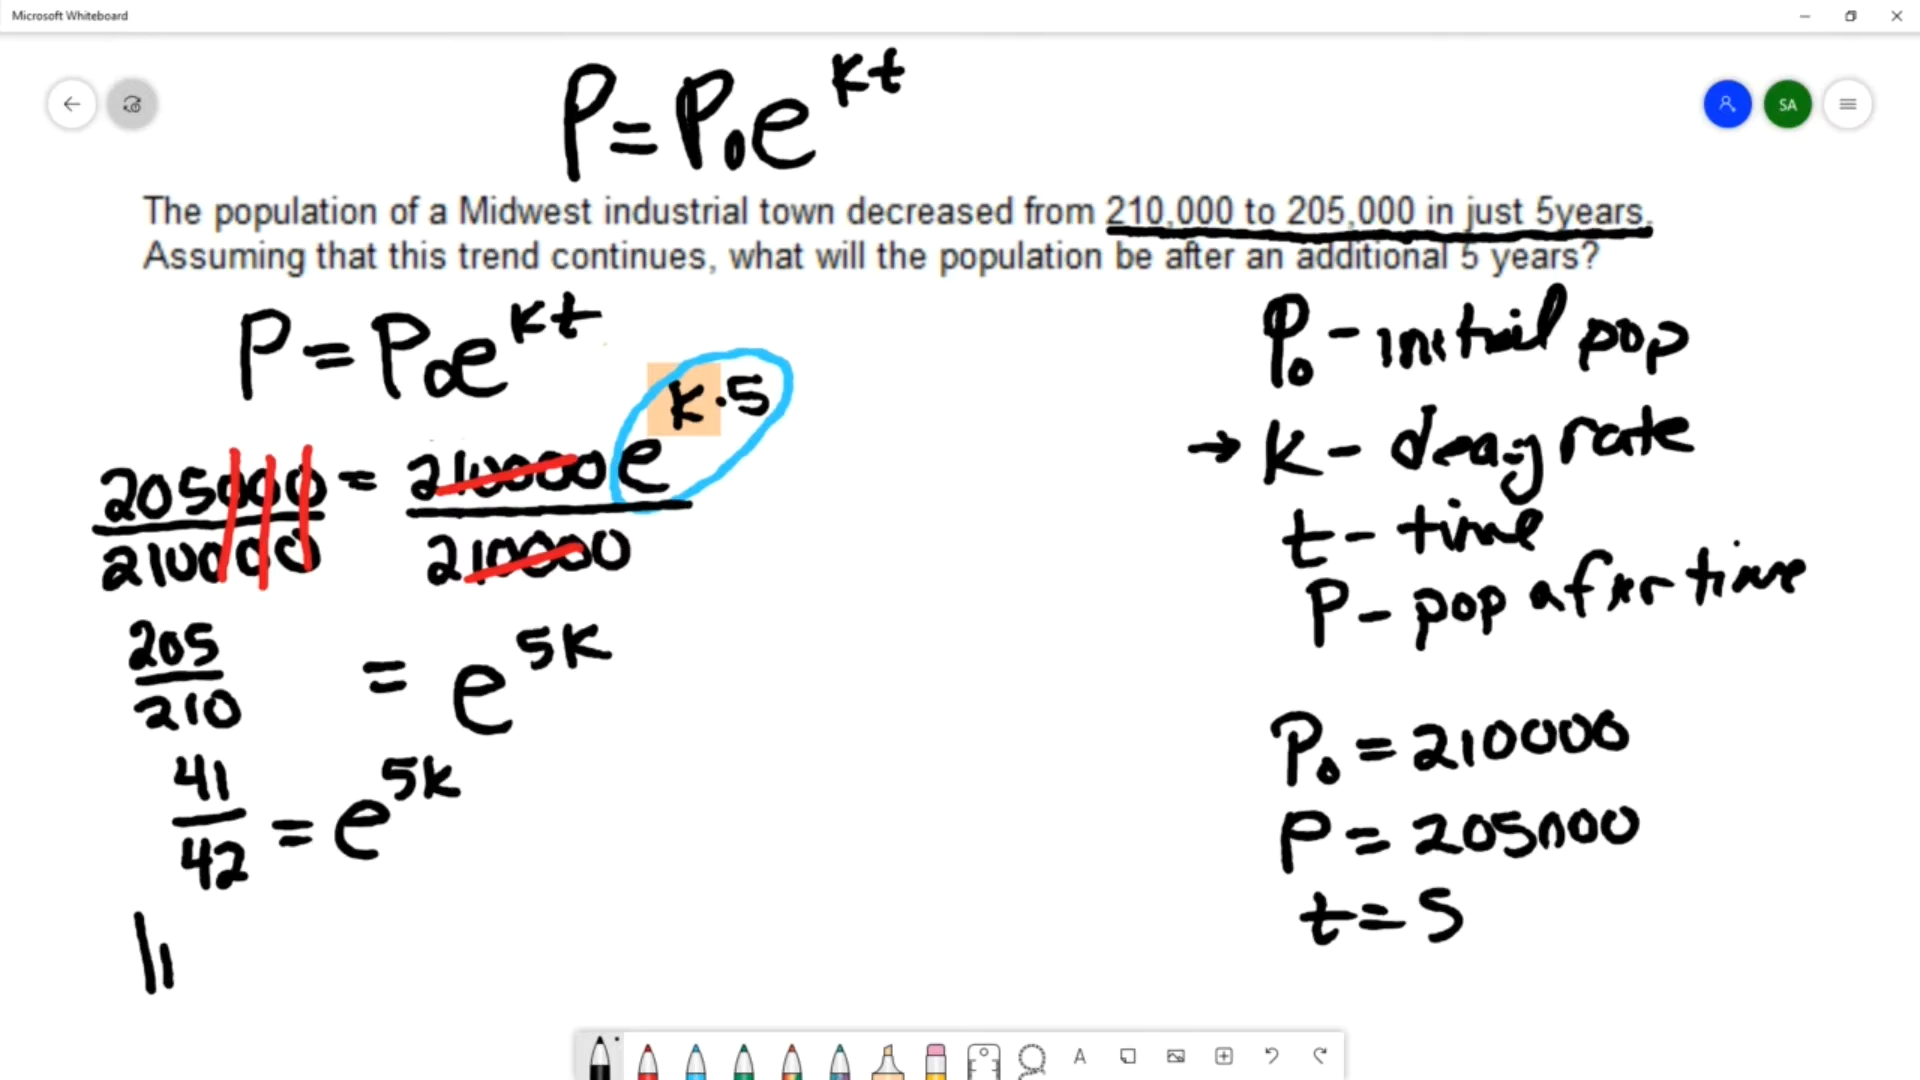 Microsoft Whiteboard
P = P₀e^kt
SA
The population of a Midwest industrial town decreased from 210,000 to 205,000 in just 5years.
Assuming that this trend continues, what will the population be after an additional 5 years?
P = P₀e^kt
205000/210000 = 210000e^k·5/210000
205/210 = e^5k
41/42 = e^5k
P₀ - initial pop
→ K - decay rate
t - time
P - pop after time
P₀ = 210000
P = 205000
t = 5
A